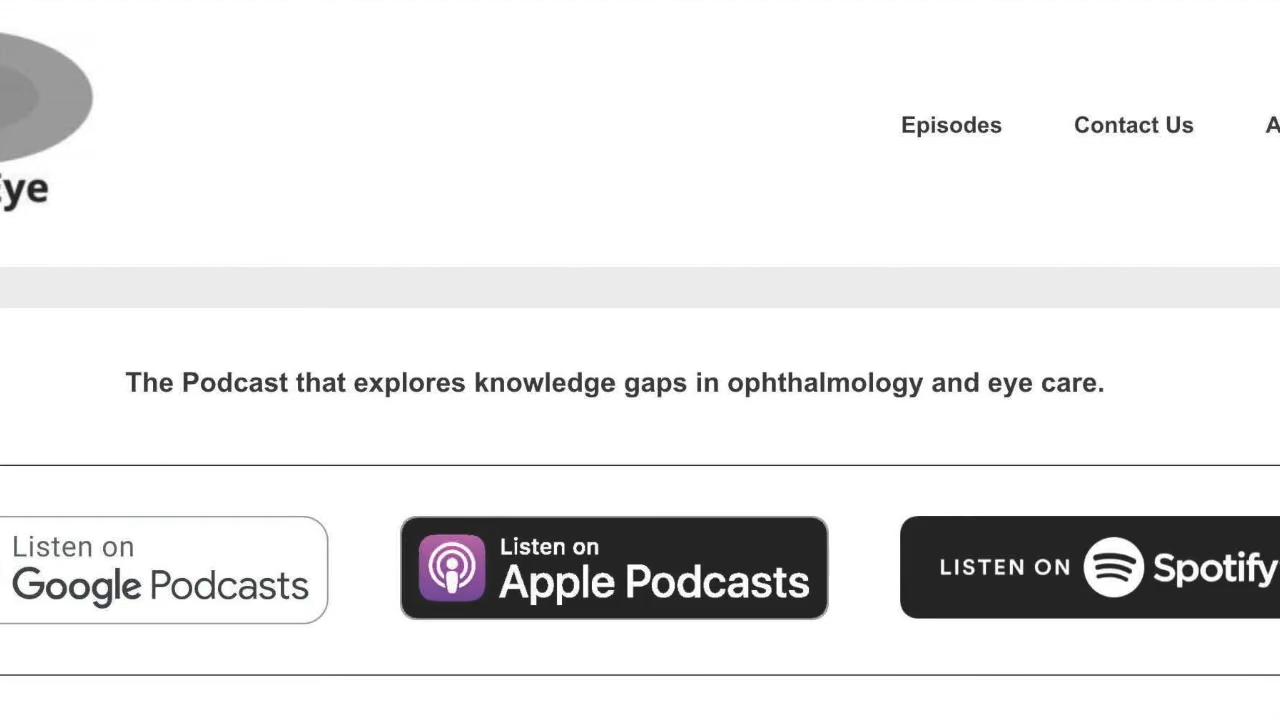 Episodes Contact Us
Eye
The Podcast that explores knowledge gaps in ophthalmology and eye care.
Listen on
Google Podcasts
Listen on
Apple Podcasts
LISTEN ON Spotify